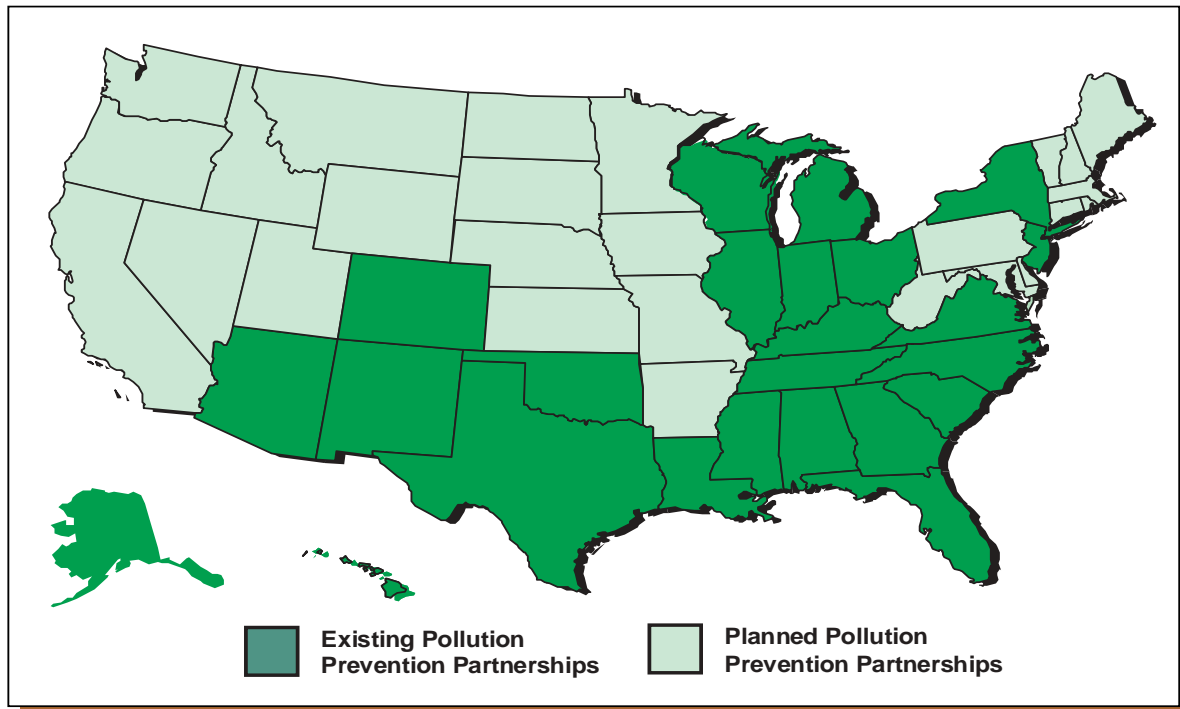 Existing Pollution
Prevention Partnerships
Planned Pollution
Prevention Partnerships